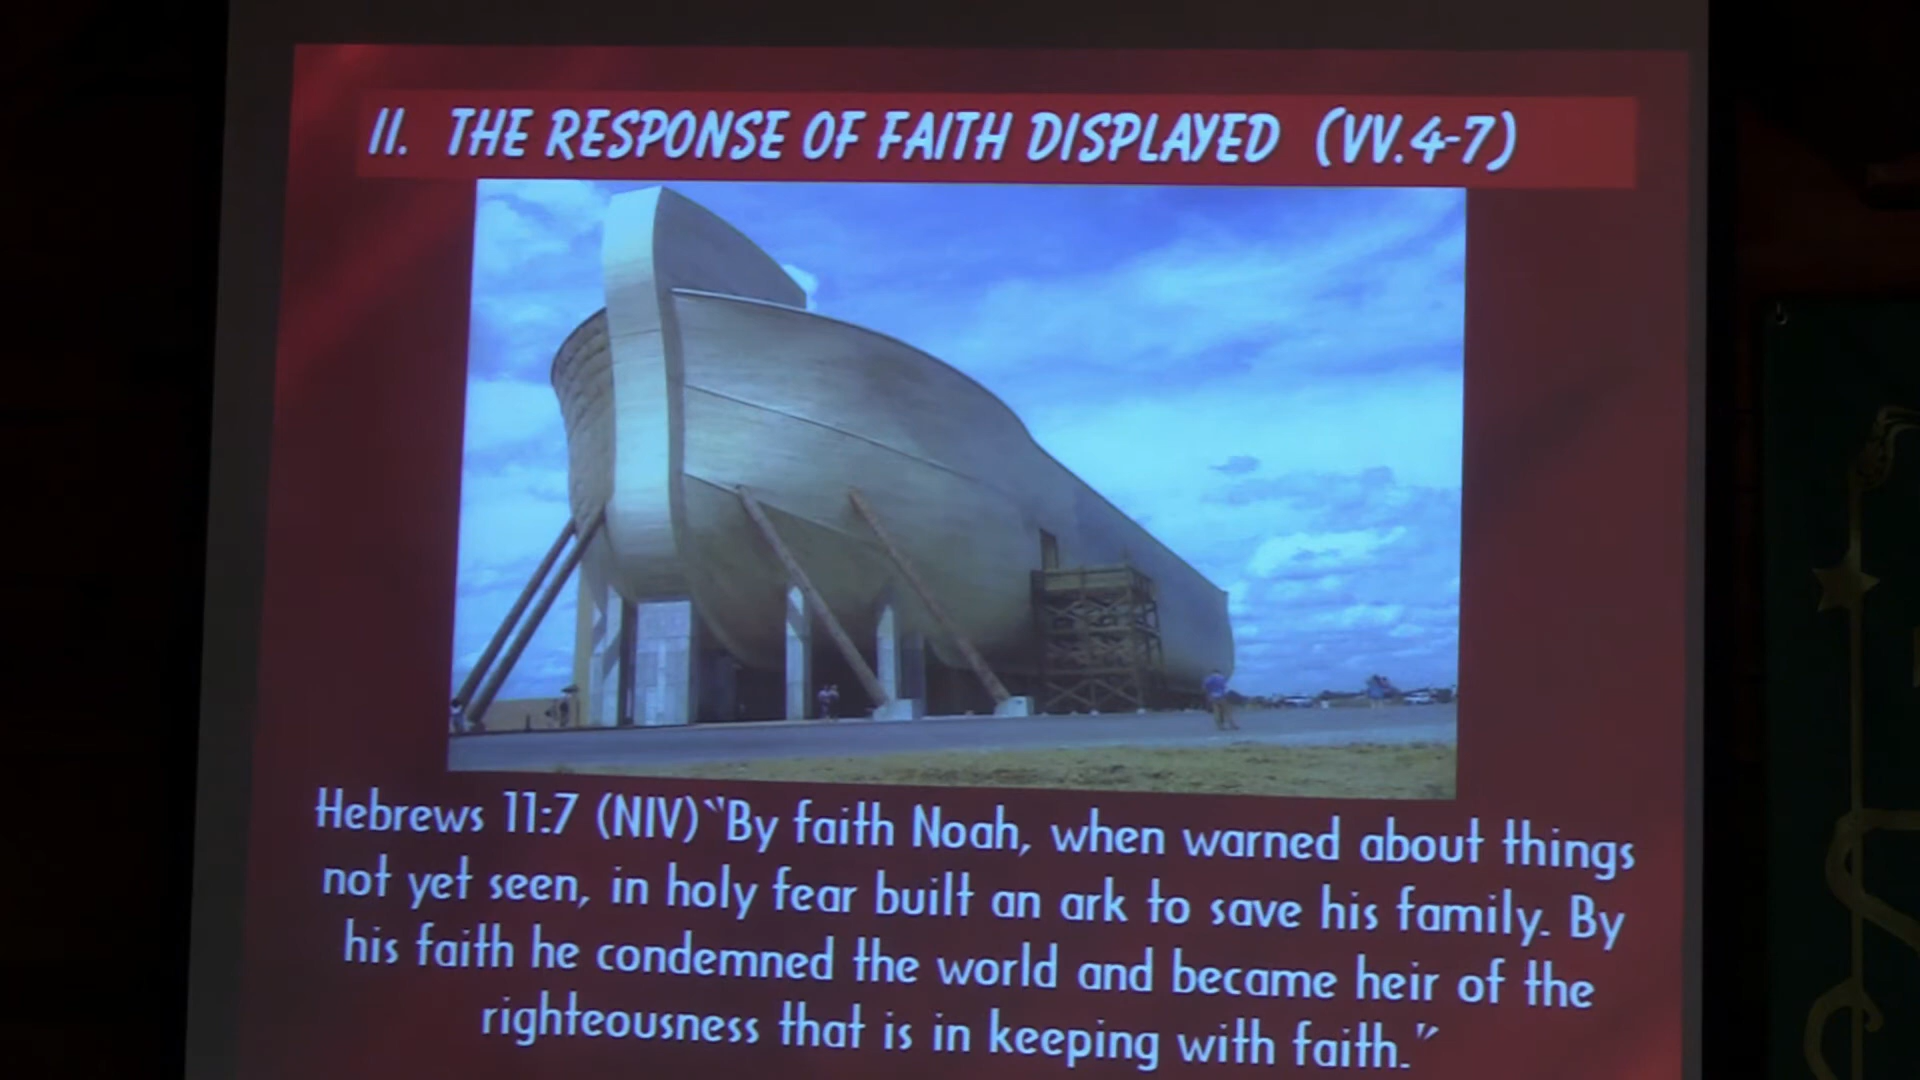 II. THE RESPONSE OF FAITH DISPLAYED (VV.4-7)
Hebrews 11:7 (NIV)"By faith Noah, when warned about things
not yet seen, in holy fear built an ark to save his family. By
his faith he condemned the world and became heir of the
righteousness that is in keeping with faith."